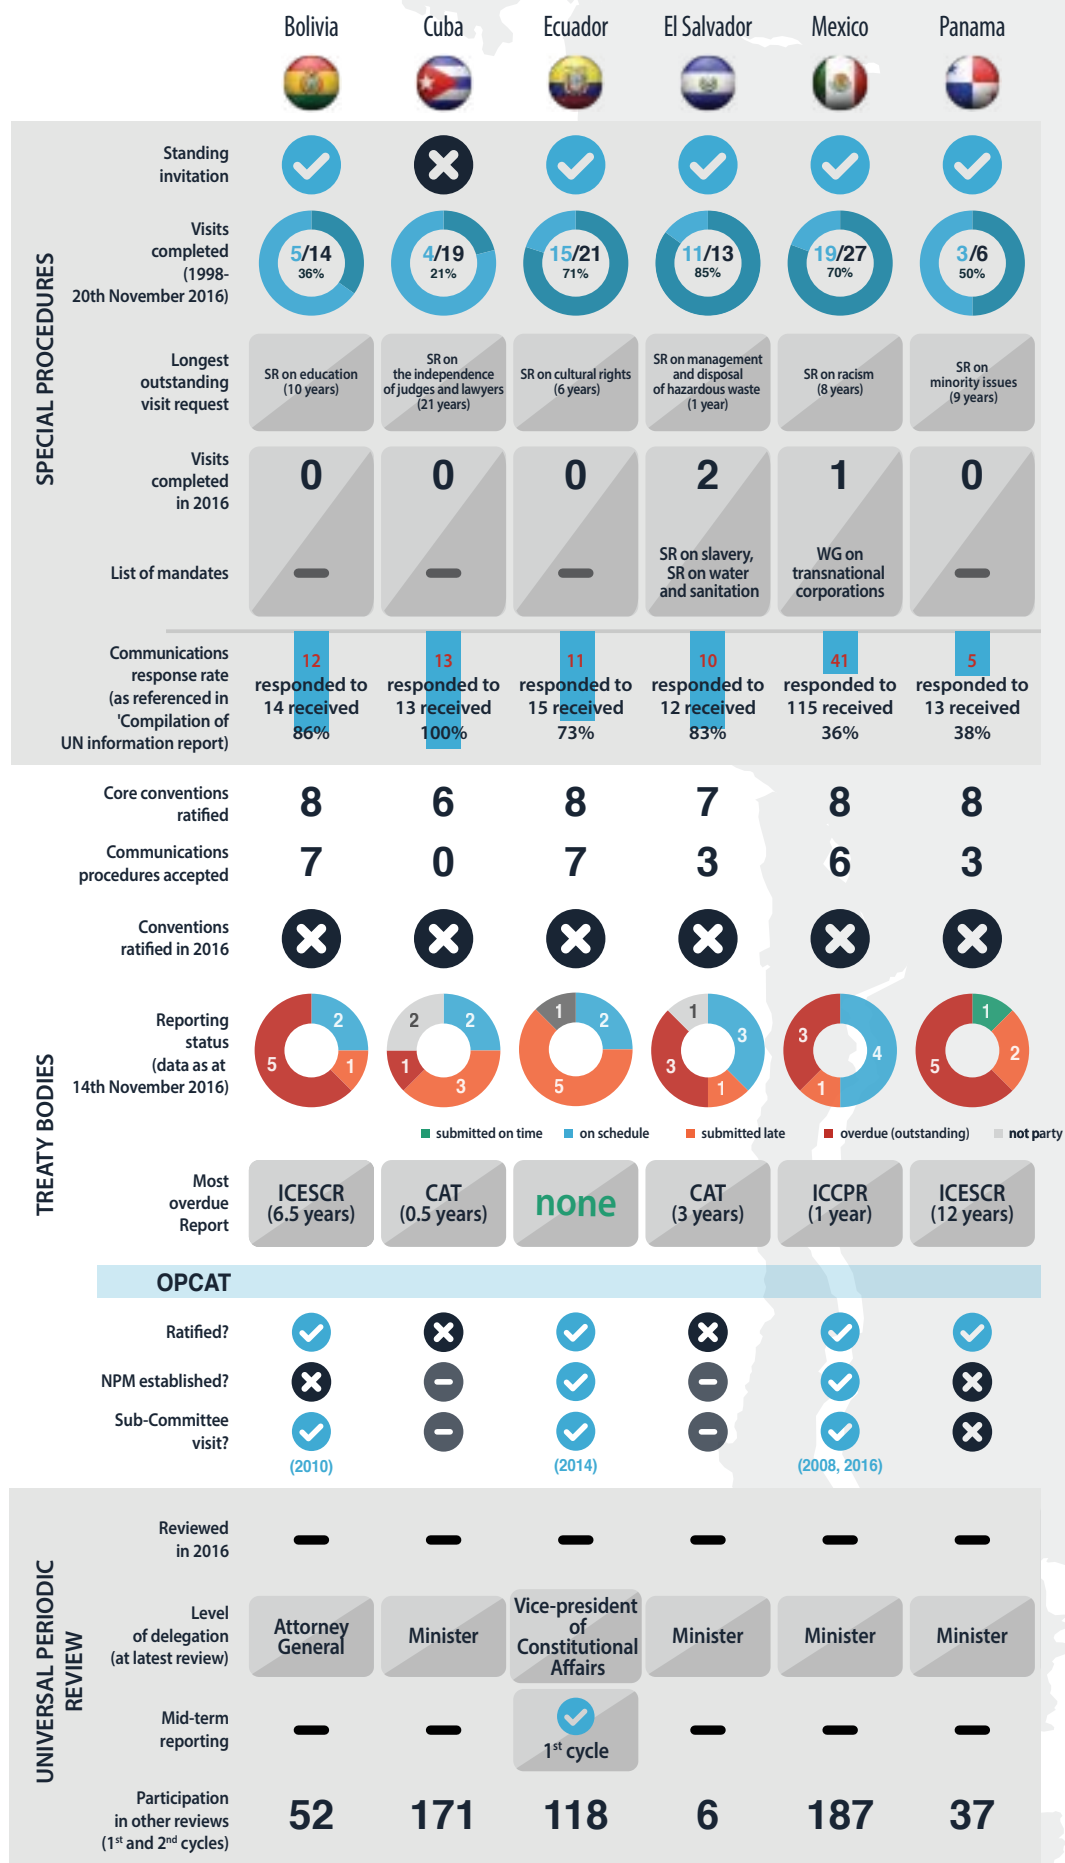 Bolivia Cuba Ecuador El Salvador Mexico Panama
SPECIAL PROCEDURES
Standing
invitation
Visits
completed
(1998-
20th November 2016)
5/14
36%
4/19
21%
15/21
71%
11/13
85%
19/27
70%
3/6
50%
Longest
outstanding
visit request
SR on education
(10 years)
SR on
the independence
of judges and lawyers
(21 years)
SR on cultural rights
(6 years)
SR on management
and disposal
of hazardous waste
(1 year)
SR on racism
(8 years)
SR on
minority issues
(9 years)
Visits
completed
in 2016
0 0 0 2 1 0
List of mandates
SR on slavery,
SR on water
and sanitation
WG on
transnational
corporations
Communications
response rate
(as referenced in
'Compilation of
UN information report)
12
responded to
14 received
86%
13
responded to
13 received
100%
11
responded to
15 received
73%
10
responded to
12 received
83%
41
responded to
115 received
36%
5
responded to
13 received
38%
TREATY BODIES
Core conventions
ratified
8 6 8 7 8 8
Communications
procedures accepted
7 0 7 3 6 3
Conventions
ratified in 2016
Reporting
status
(data as at
14th November 2016)
2
1
5
2
3
1
2
2
5
1
3
1
3
1
4
1
3
1
2
5
submitted on time on schedule submitted late overdue (outstanding) not party
Most
overdue
Report
ICESCR
(6.5 years)
CAT
(0.5 years)
none
CAT
(3 years)
ICCPR
(1 year)
ICESCR
(12 years)
OPCAT
Ratified?
NPM established?
Sub-Committee
visit?
(2010) (2014) (2008, 2016)
UNIVERSAL PERIODIC
REVIEW
Reviewed
in 2016
Level
of delegation
(at latest review)
Attorney
General
Minister
Vice-president
of
Constitutional
Affairs
Minister
Minister
Minister
Mid-term
reporting
1st cycle
Participation
in other reviews
(1st and 2nd cycles)
52 171 118 6 187 37